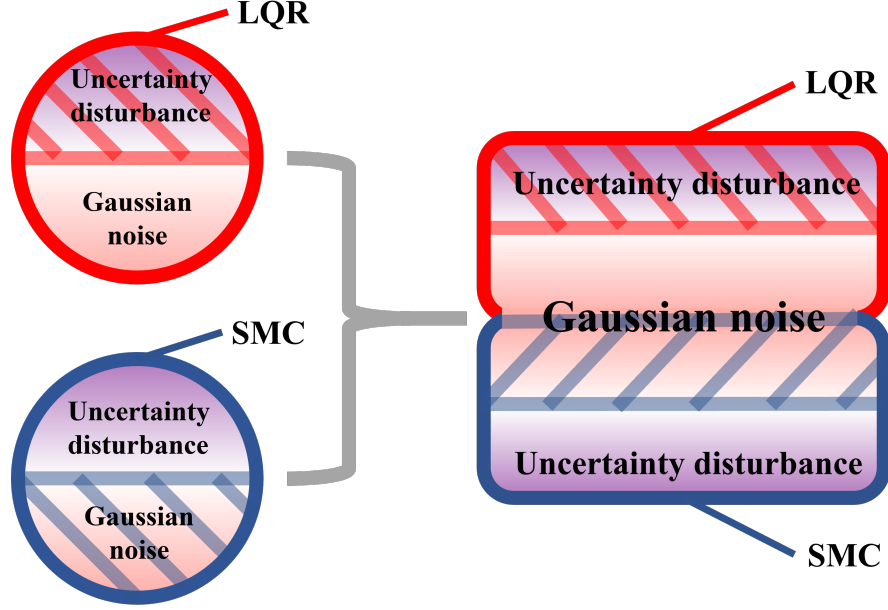 LQR
Uncertainty
disturbance
Gaussian
noise
SMC
Uncertainty
disturbance
Gaussian
noise
LQR
Uncertainty disturbance
Gaussian noise
Uncertainty disturbance
SMC